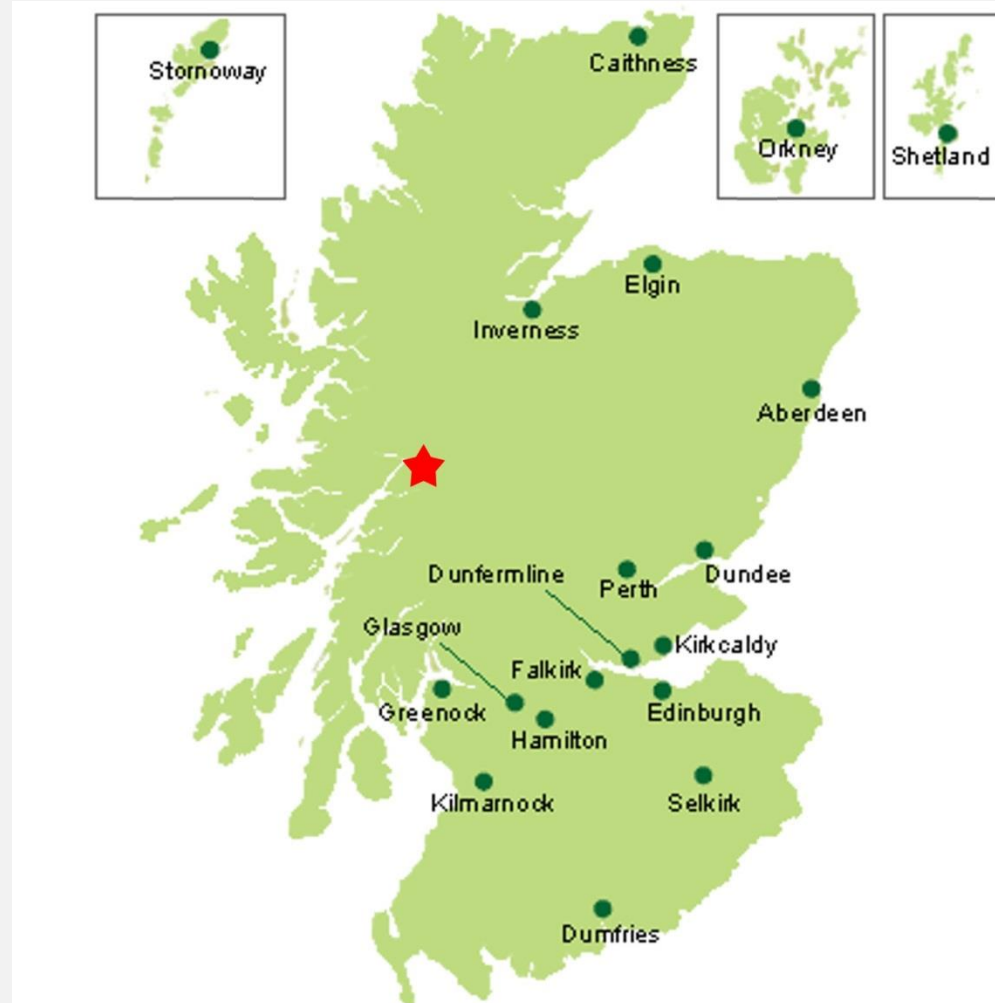 Stornoway
Caithness
Orkney
Shetland
Elgin
Inverness
Aberdeen
Dunfermline
Perth
Dundee
Glasgow
Kirkcaldy
Falkirk
Greenock
Edinburgh
Hamilton
Kilmarnock
Selkirk
Dumfries